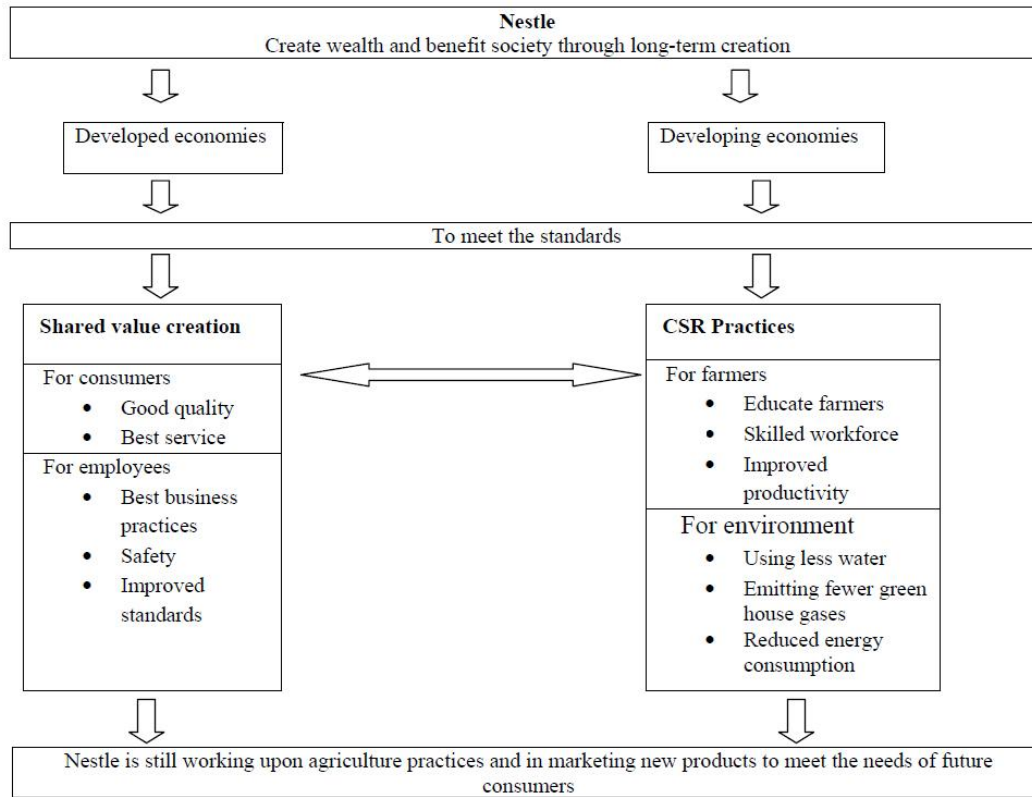 Nestle
Create wealth and benefit society through long-term creation
Developed economies
Developing economies
To meet the standards
Shared value creation
For consumers
• Good quality
• Best service
For employees
• Best business
practices
• Safety
• Improved
standards
CSR Practices
For farmers
• Educate farmers
• Skilled workforce
• Improved
productivity
For environment
• Using less water
• Emitting fewer green
house gases
• Reduced energy
consumption
Nestle is still working upon agriculture practices and in marketing new products to meet the needs of future
consumers